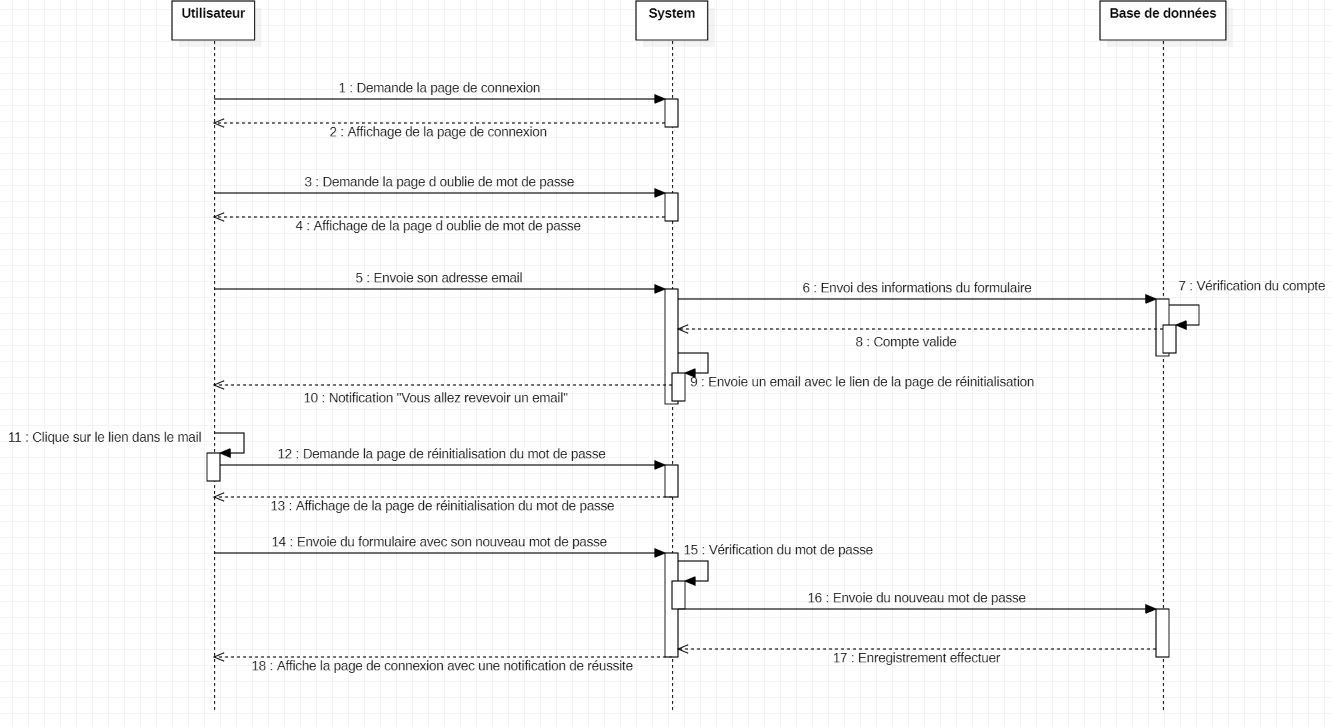 Utilisateur
System
Base de données
1 : Demande la page de connexion
2 : Affichage de la page de connexion
3 : Demande la page d oublie de mot de passe
4 : Affichage de la page d oublie de mot de passe
5 : Envoie son adresse email
6 : Envoi des informations du formulaire
7 : Vérification du compte
8 : Compte valide
9 : Envoie un email avec le lien de la page de réinitialisation
10 : Notification "Vous allez revevoir un email"
11 : Clique sur le lien dans le mail
12 : Demande la page de réinitialisation du mot de passe
13 : Affichage de la page de réinitialisation du mot de passe
14 : Envoie du formulaire avec son nouveau mot de passe
15 : Vérification du mot de passe
16 : Envoie du nouveau mot de passe
17 : Enregistrement effectuer
18 : Affiche la page de connexion avec une notification de réussite